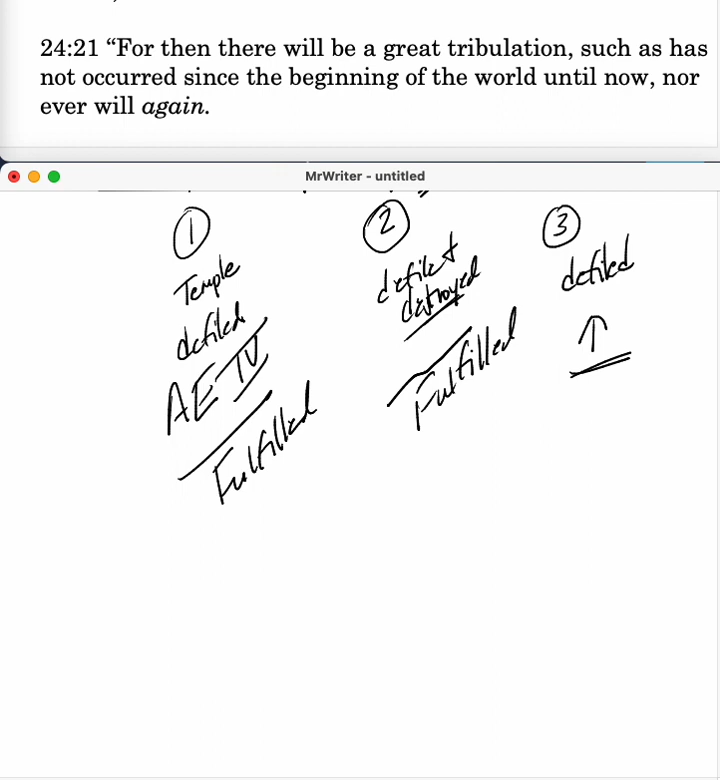 24:21 “For then there will be a great tribulation, such as has
not occurred since the beginning of the world until now, nor
ever will again.
MrWriter - untitled
1
Temple
defiled
AE IV
Fulfilled
2
defiled
destroyed
Fulfilled
3
defiled
↑